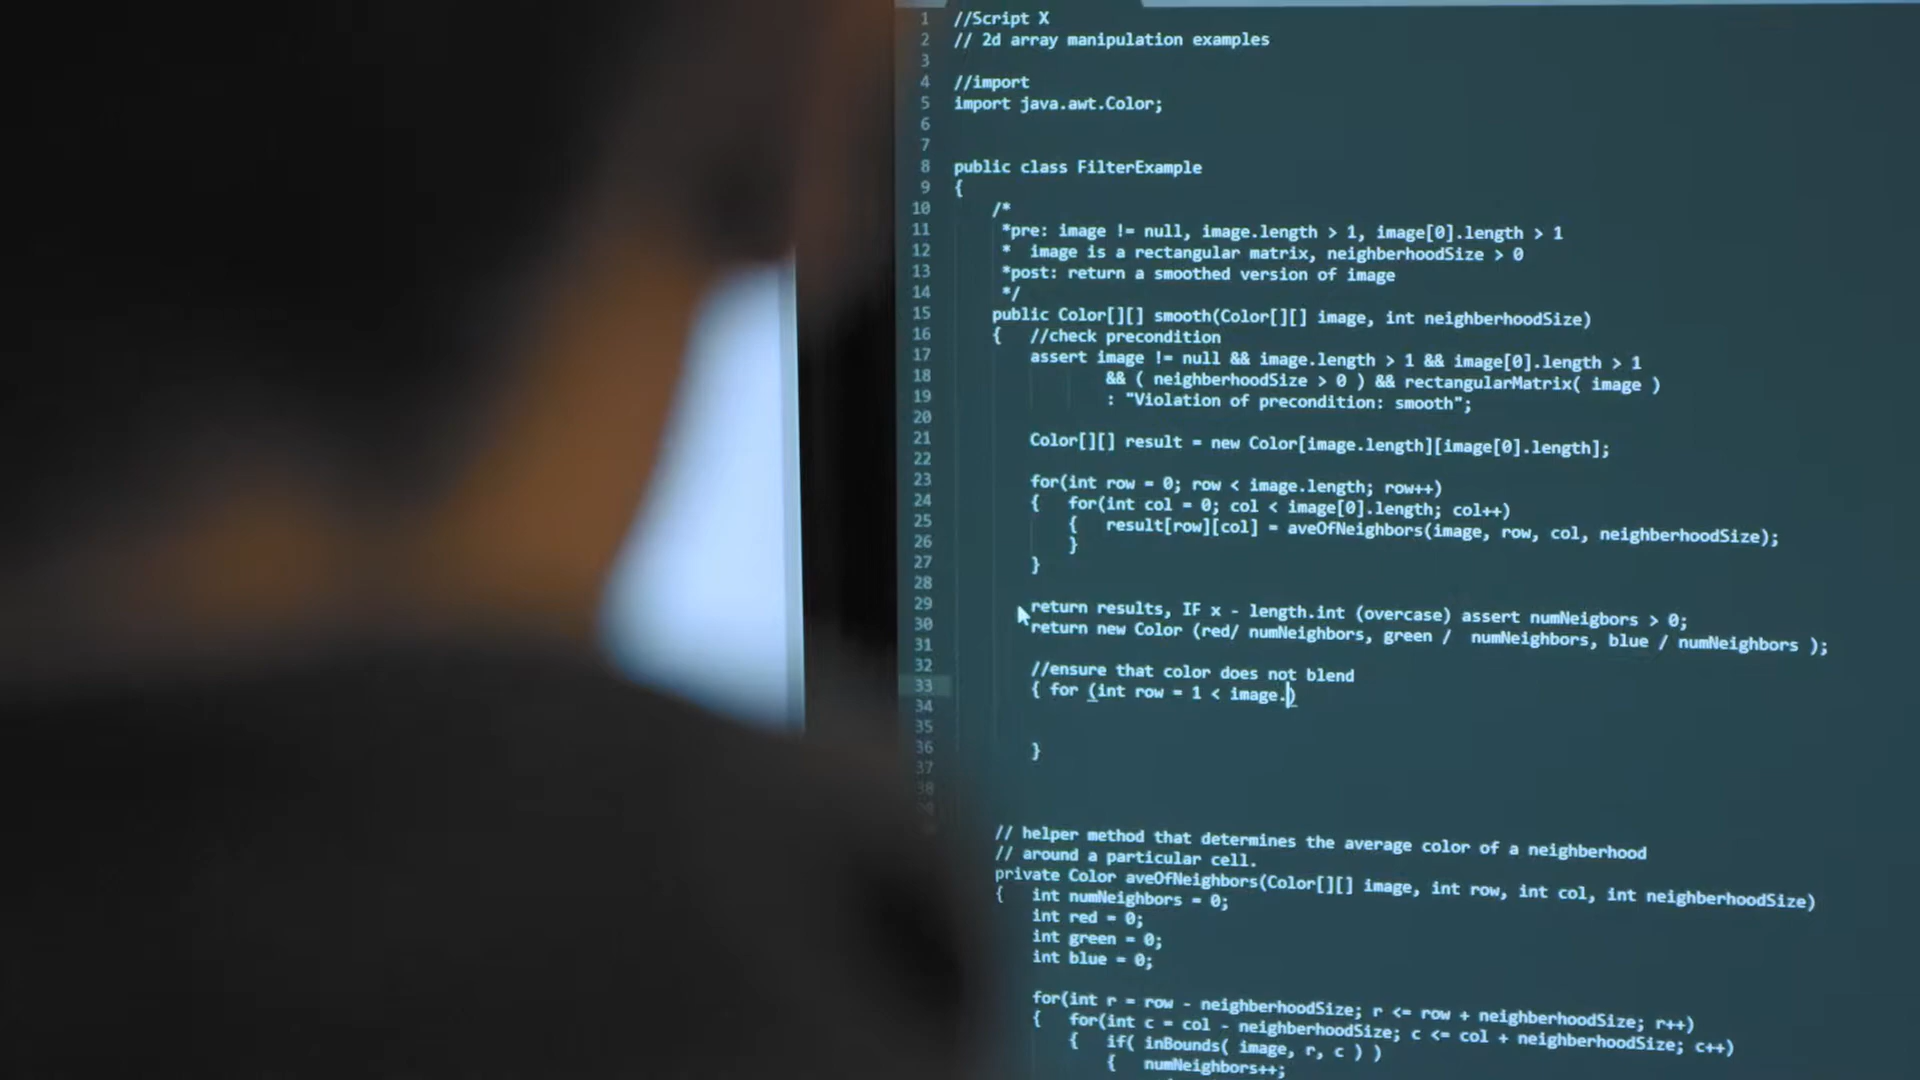 1 //Script X
2 // 2d array manipulation examples
3
4 //import
5 import java.awt.Color;
6
7
8 public class FilterExample
9 {
10 /*
11 *pre: image != null, image.length > 1, image[0].length > 1
12 * image is a rectangular matrix, neighberhoodSize > 0
13 *post: return a smoothed version of image
14 */
15 public Color[][] smooth(Color[][] image, int neighberhoodSize)
16 { //check precondition
17 assert image != null && image.length > 1 && image[0].length > 1
18 && ( neighberhoodSize > 0 ) && rectangularMatrix( image )
19 : "Violation of precondition: smooth";
20
21 Color[][] result = new Color[image.length][image[0].length];
22
23 for(int row = 0; row < image.length; row++)
24 { for(int col = 0; col < image[0].length; col++)
25 { result[row][col] = aveOfNeighbors(image, row, col, neighberhoodSize);
26 }
27 }
28
29 return results, IF x - length.int (overcase) assert numNeigbors > 0;
30 return new Color (red/ numNeighbors, green / numNeighbors, blue / numNeighbors );
31
32 //ensure that color does not blend
33 { for (int row = 1 < image.)
34
35
36 }
37
38
// helper method that determines the average color of a neighberhood
// around a particular cell.
private Color aveOfNeighbors(Color[][] image, int row, int col, int neighberhoodSize)
{ int numNeighbors = 0;
int red = 0;
int green = 0;
int blue = 0;
for(int r = row - neighberhoodSize; r <= row + neighberhoodSize; r++)
{ for(int c = col - neighberhoodSize; c <= col + neighberhoodSize; c++)
{ if( inBounds( image, r, c ) )
{ numNeighbors++;